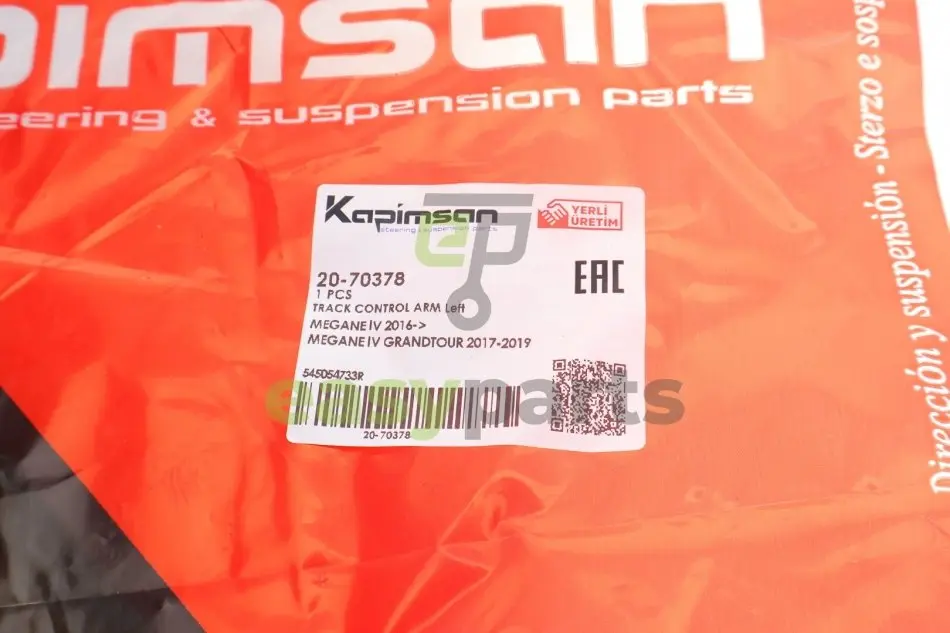 pimsan
eering & suspension parts
Dirección y suspensión - Sterzo e sosp
Kapimsan
steering & suspension parts
YERLİ
ÜRETİM
EAC
ep
20-70378
1 PCS
TRACK CONTROL ARM Left
MEGANE IV 2016->
MEGANE IV GRANDTOUR 2017-2019
545054733R
easyparts
20-70378